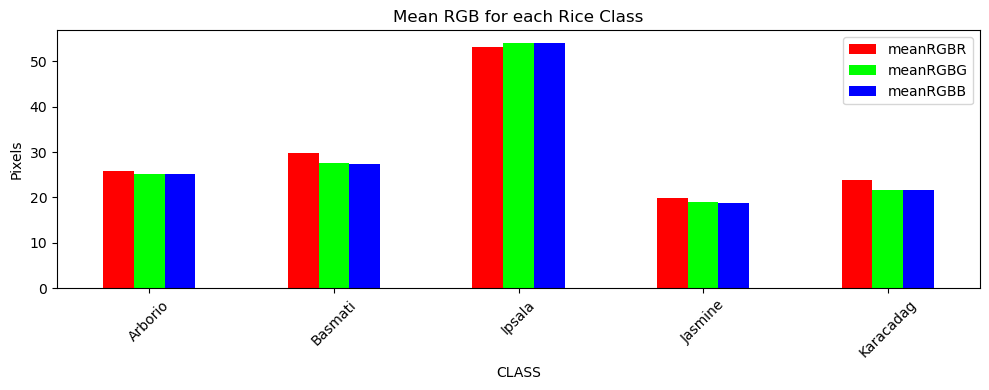 Mean RGB for each Rice Class
meanRGBR
meanRGBG
meanRGBB
Pixels
50
40
30
20
10
0
Arborio
Basmati
Ipsala
Jasmine
Karacadag
CLASS